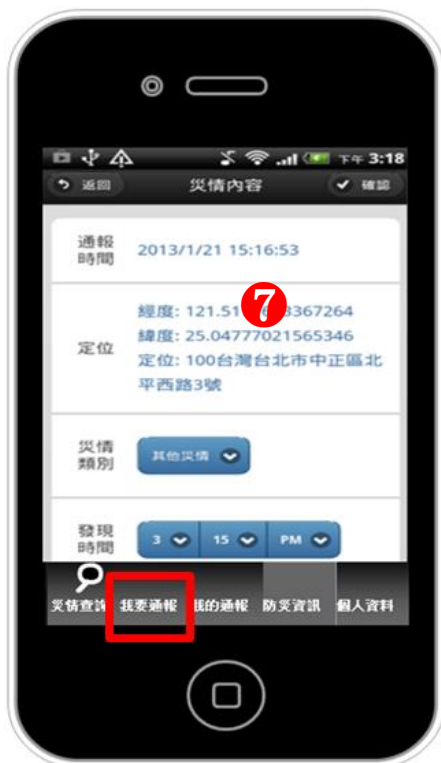 下午 3:18
返回 災情內容 確認
通報
時間
2013/1/21 15:16:53
7
經度: 121.51 3367264
緯度: 25.04777021565346
定位
定位: 100台灣台北市中正區北
平西路3號
災情
類別
其他災情
發現
時間
3 15 PM
災情查詢 我要通報 我的通報 防災資訊 個人資料